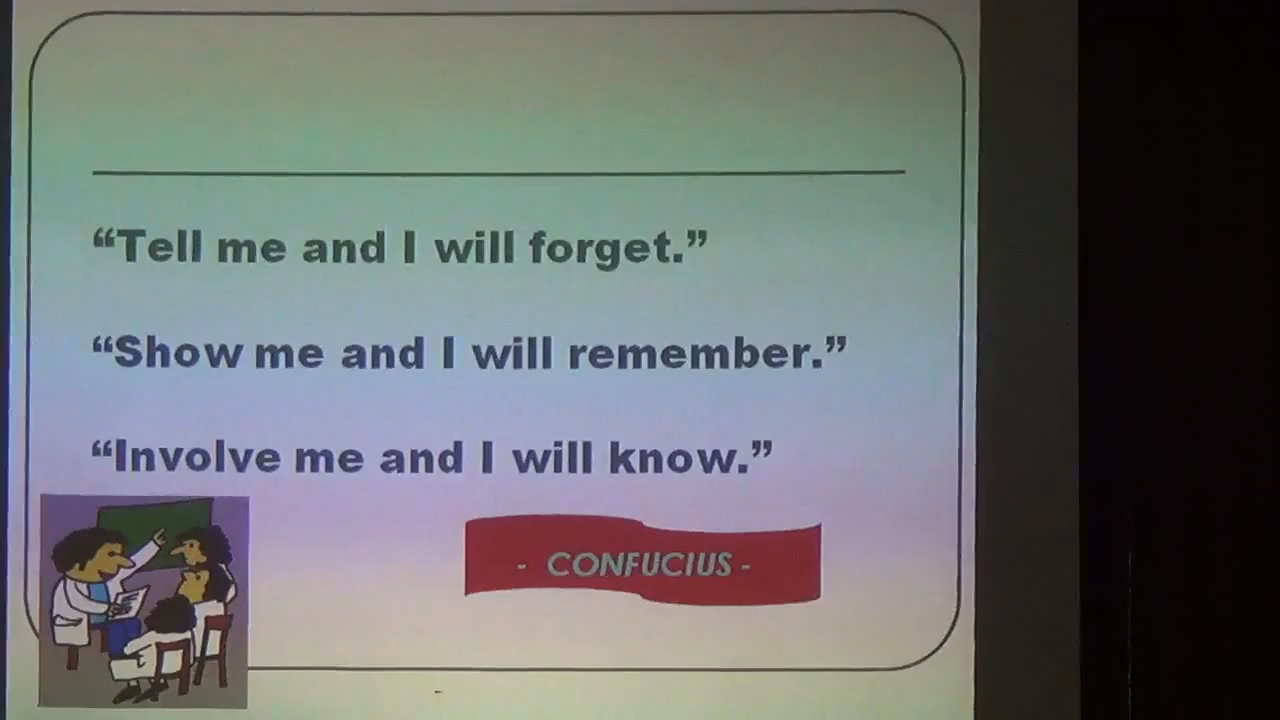 “Tell me and I will forget.”
“Show me and I will remember.”
“Involve me and I will know.”
- CONFUCIUS -